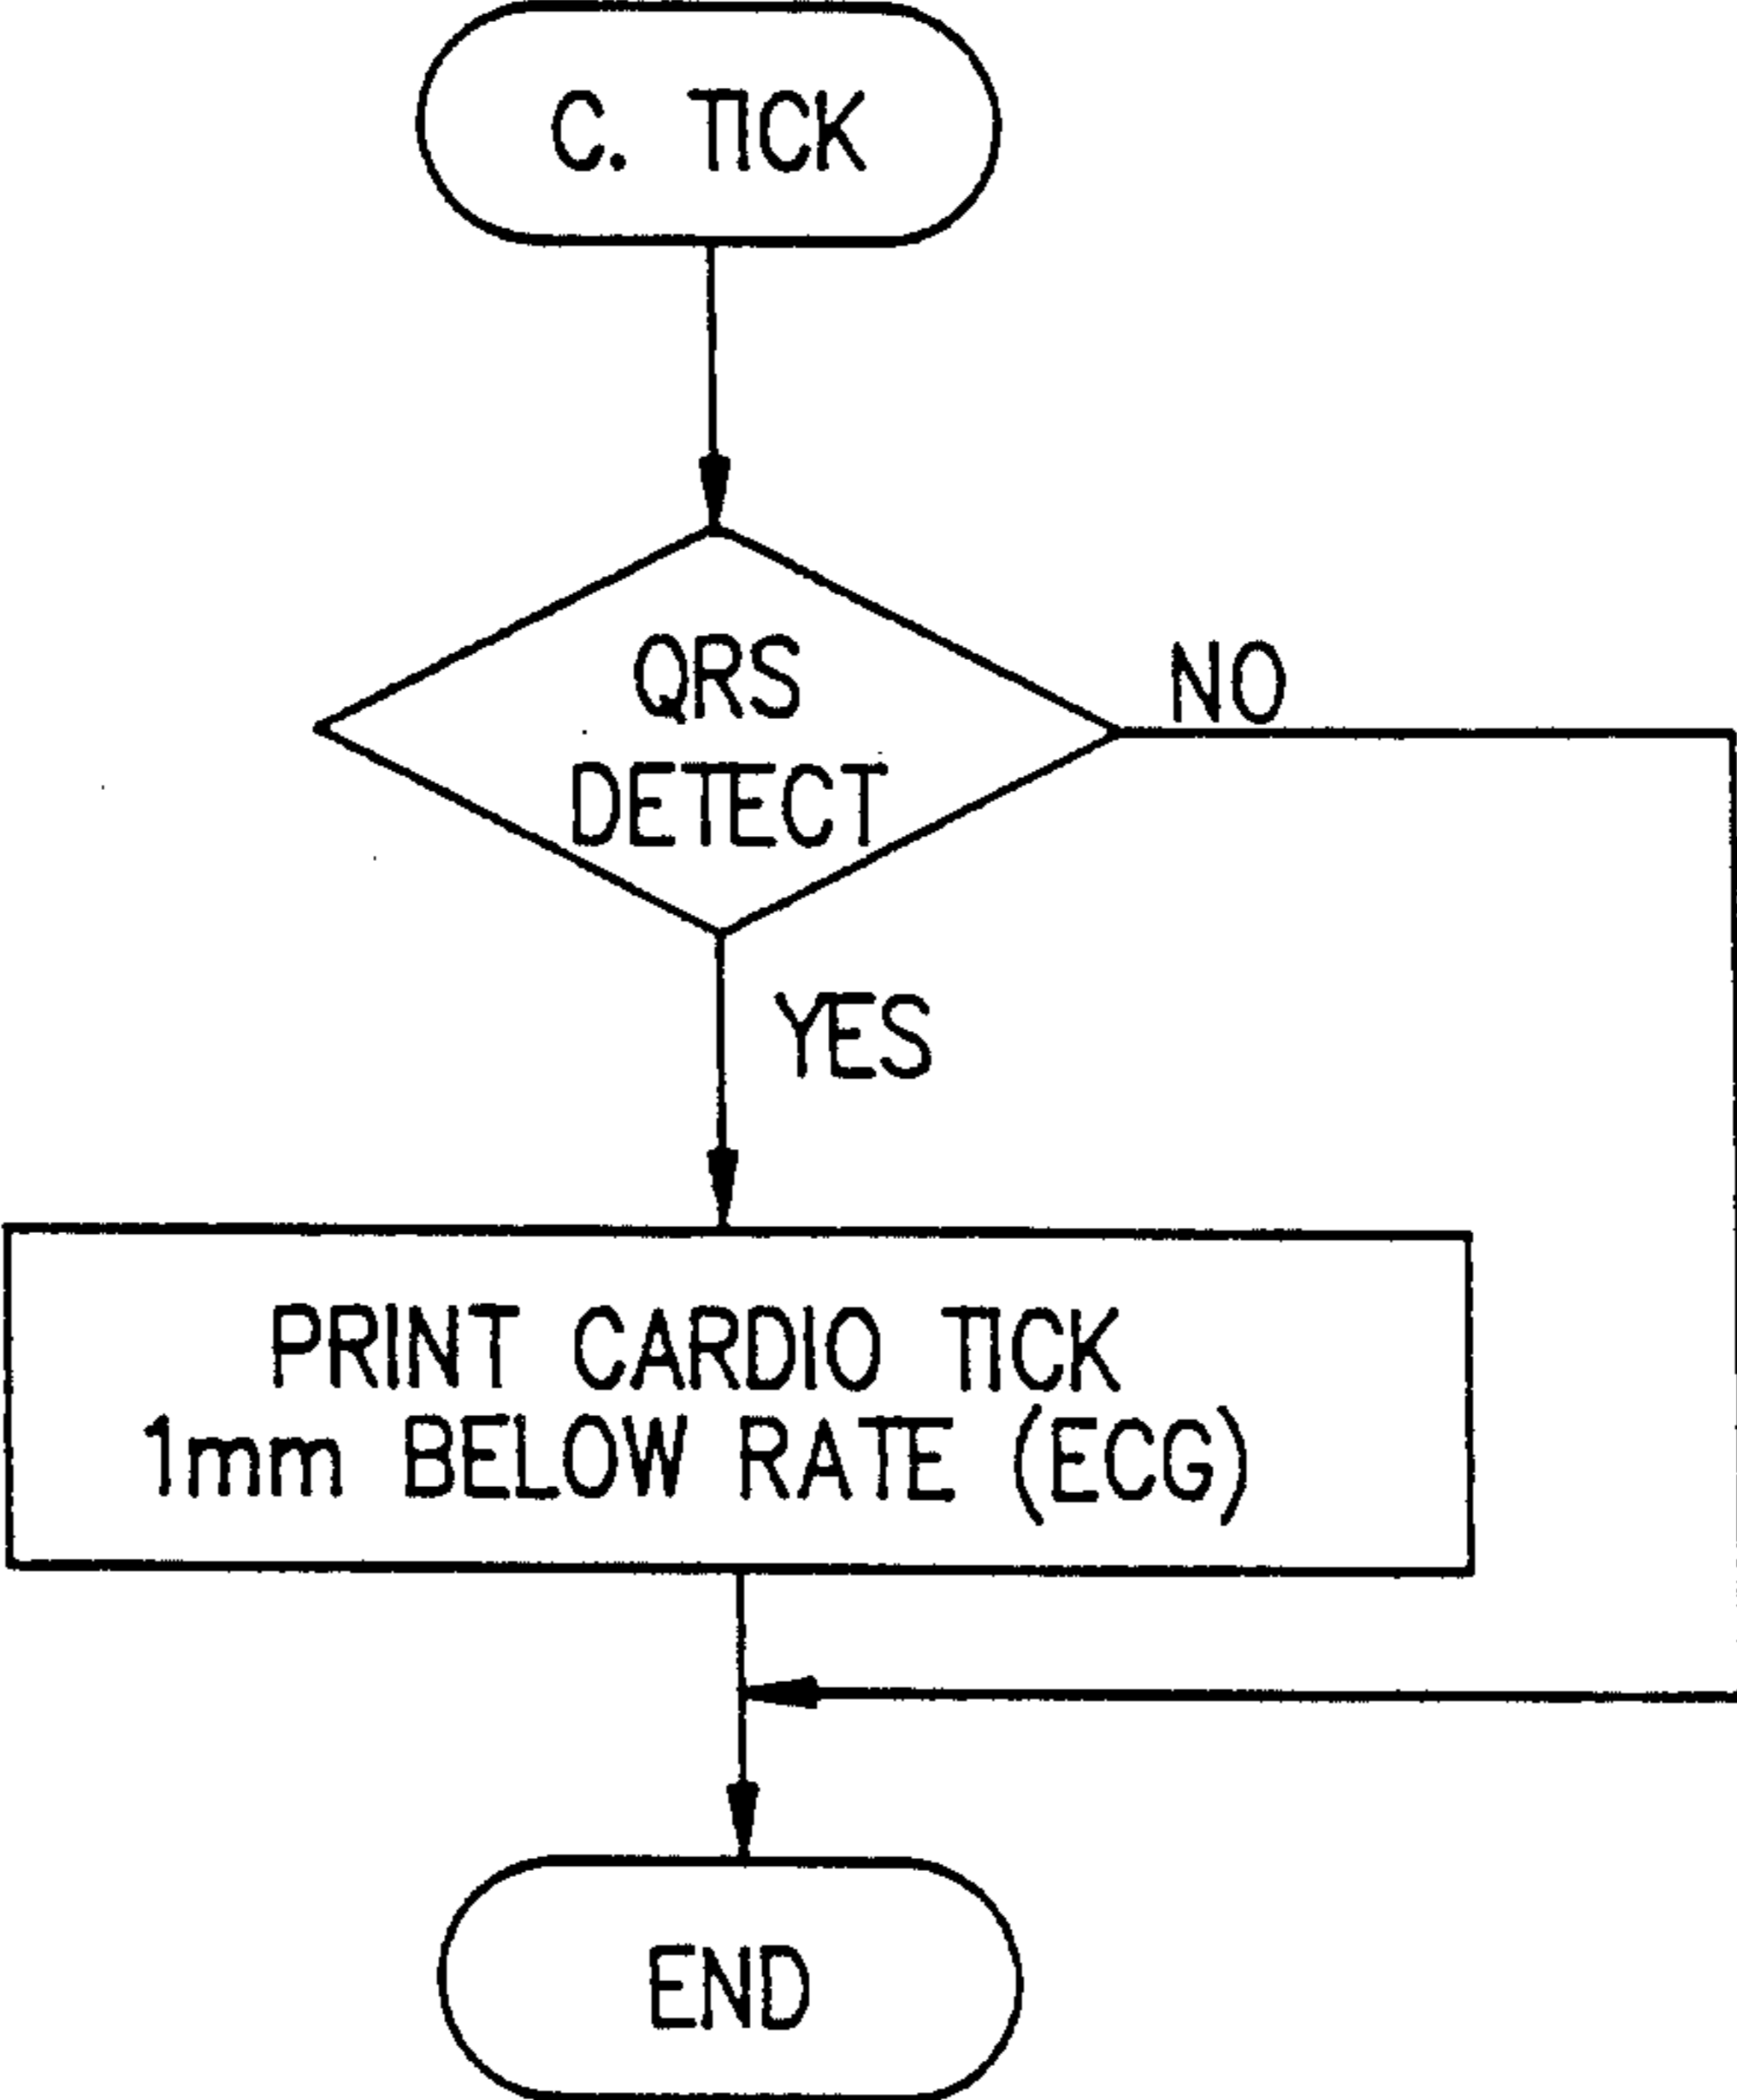 C. TICK
QRS
DETECT
NO
YES
PRINT CARDIO TICK
1mm BELOW RATE (ECG)
END